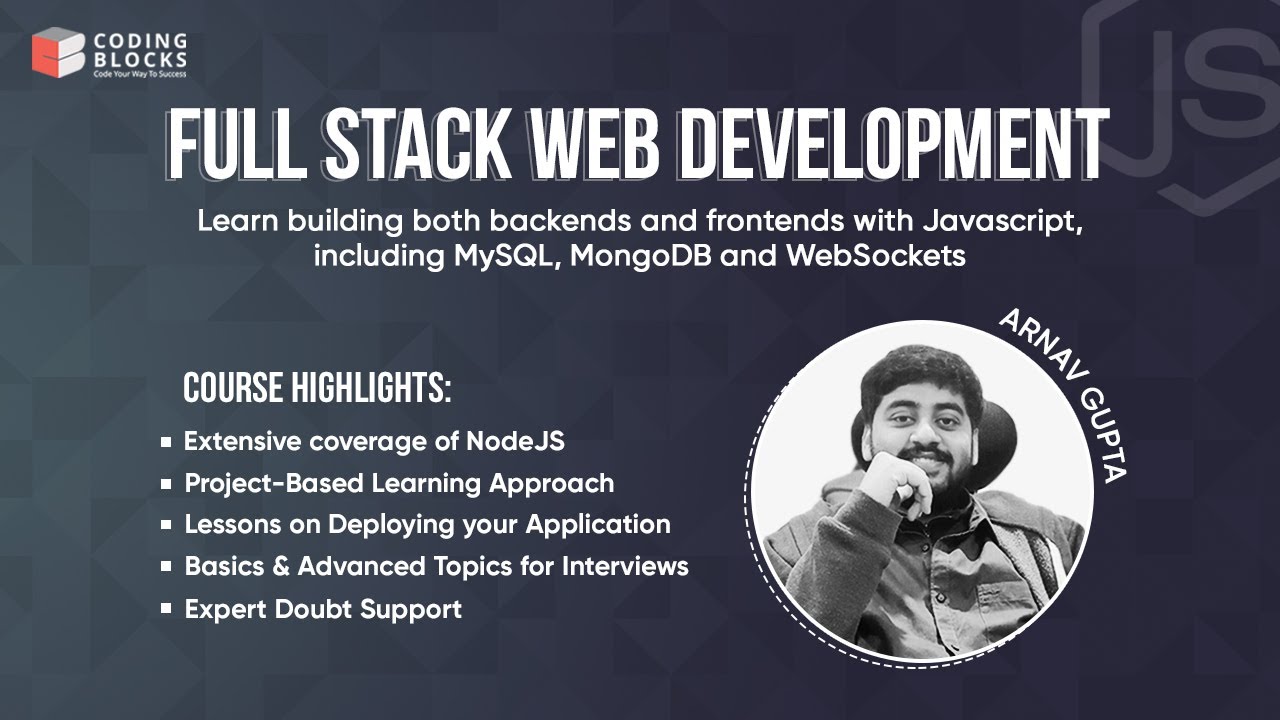 CODING
BLOCKS
Code Your Way To Success
JS
FULL STACK WEB DEVELOPMENT
Learn building both backends and frontends with Javascript,
including MySQL, MongoDB and WebSockets
ARNAV GUPTA
COURSE HIGHLIGHTS:
Extensive coverage of NodeJS
Project-Based Learning Approach
Lessons on Deploying your Application
Basics & Advanced Topics for Interviews
Expert Doubt Support